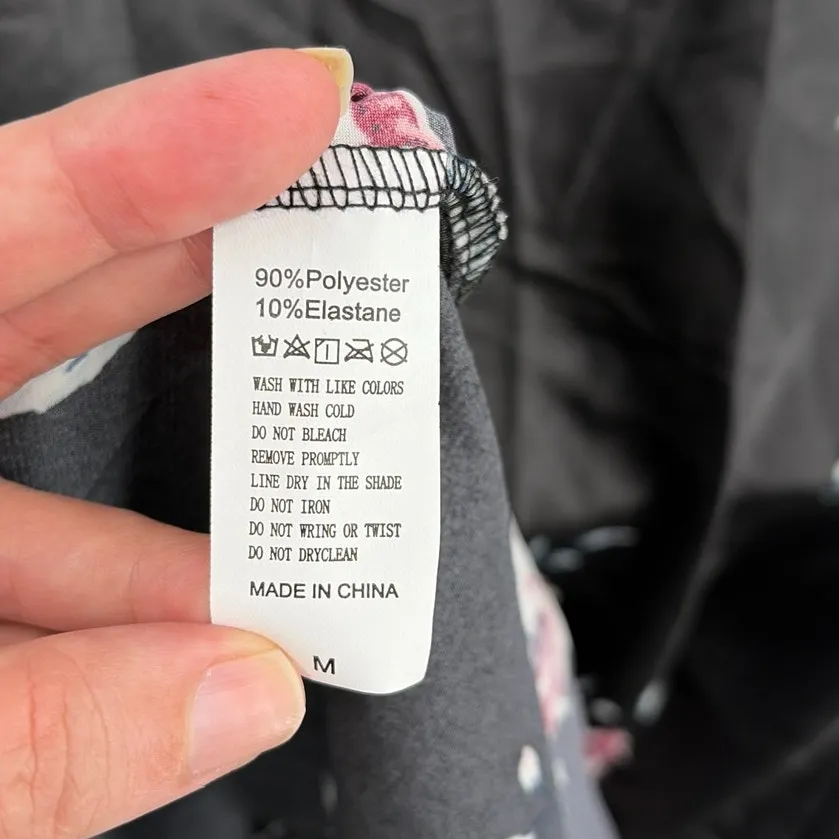 90%Polyester
10%Elastane
WASH WITH LIKE COLORS
HAND WASH COLD
DO NOT BLEACH
REMOVE PROMPTLY
LINE DRY IN THE SHADE
DO NOT IRON
DO NOT WRING OR TWIST
DO NOT DRYCLEAN
MADE IN CHINA
M